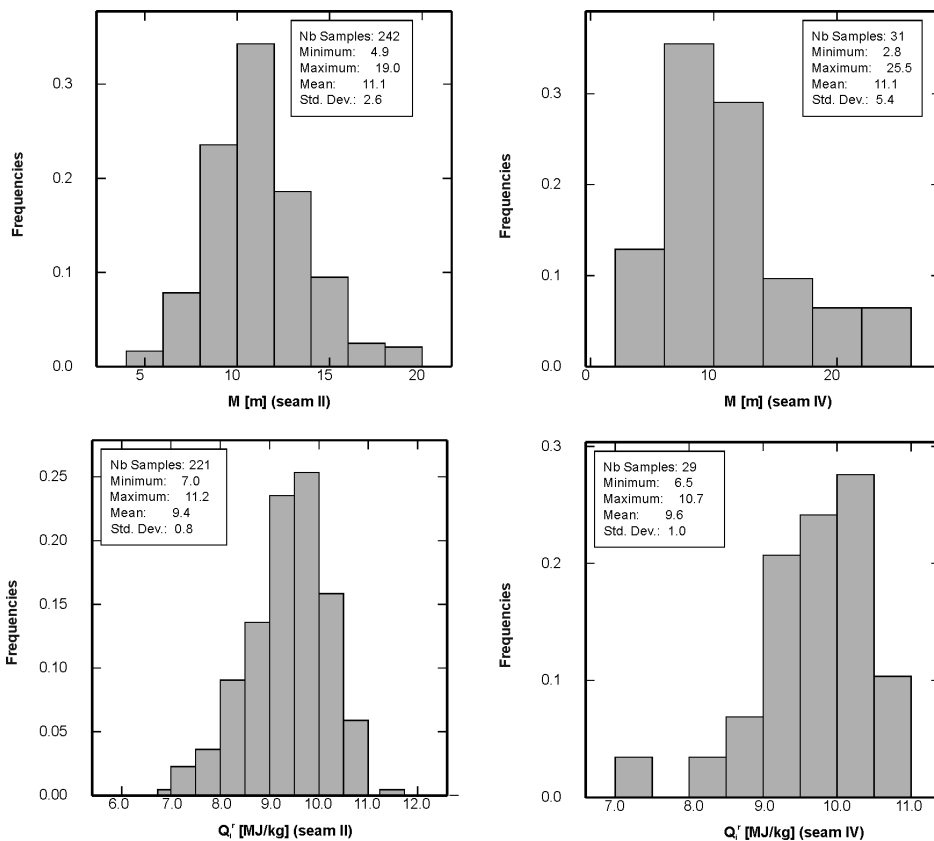 Nb Samples: 242
Minimum: 4.9
Maximum: 19.0
Mean: 11.1
Std. Dev.: 2.6
Frequencies
0.3
0.2
0.1
0.0
5
10
15
20
M [m] (seam II)
Nb Samples: 31
Minimum: 2.8
Maximum: 25.5
Mean: 11.1
Std. Dev.: 5.4
Frequencies
0.3
0.2
0.1
0.0
0
10
20
M [m] (seam IV)
Nb Samples: 221
Minimum: 7.0
Maximum: 11.2
Mean: 9.4
Std. Dev.: 0.8
Frequencies
0.25
0.20
0.15
0.10
0.05
0.00
6.0
7.0
8.0
9.0
10.0
11.0
12.0
Qᵢʳ [MJ/kg] (seam II)
Nb Samples: 29
Minimum: 6.5
Maximum: 10.7
Mean: 9.6
Std. Dev.: 1.0
Frequencies
0.3
0.2
0.1
0.0
7.0
8.0
9.0
10.0
11.0
Qᵢʳ [MJ/kg] (seam IV)